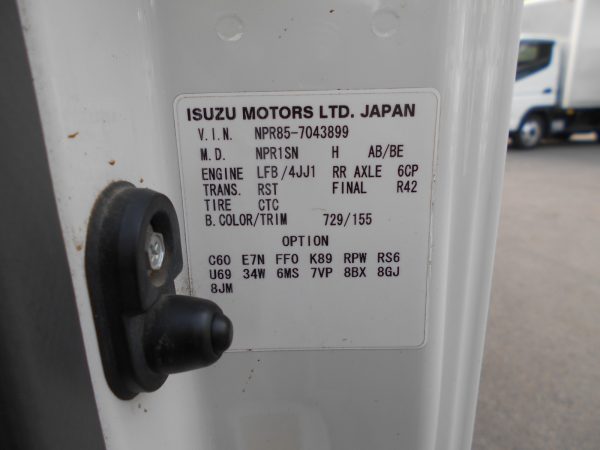 ISUZU MOTORS LTD. JAPAN
V.I.N. NPR85-7043899
M.D. NPR1SN H AB/BE
ENGINE LFB/4JJ1 RR AXLE 6CP
TRANS. RST FINAL R42
TIRE CTC
B.COLOR/TRIM 729/155
OPTION
C60 E7N FF0 K89 RPW RS6
U69 34W 6MS 7VP 8BX 8GJ
8JM